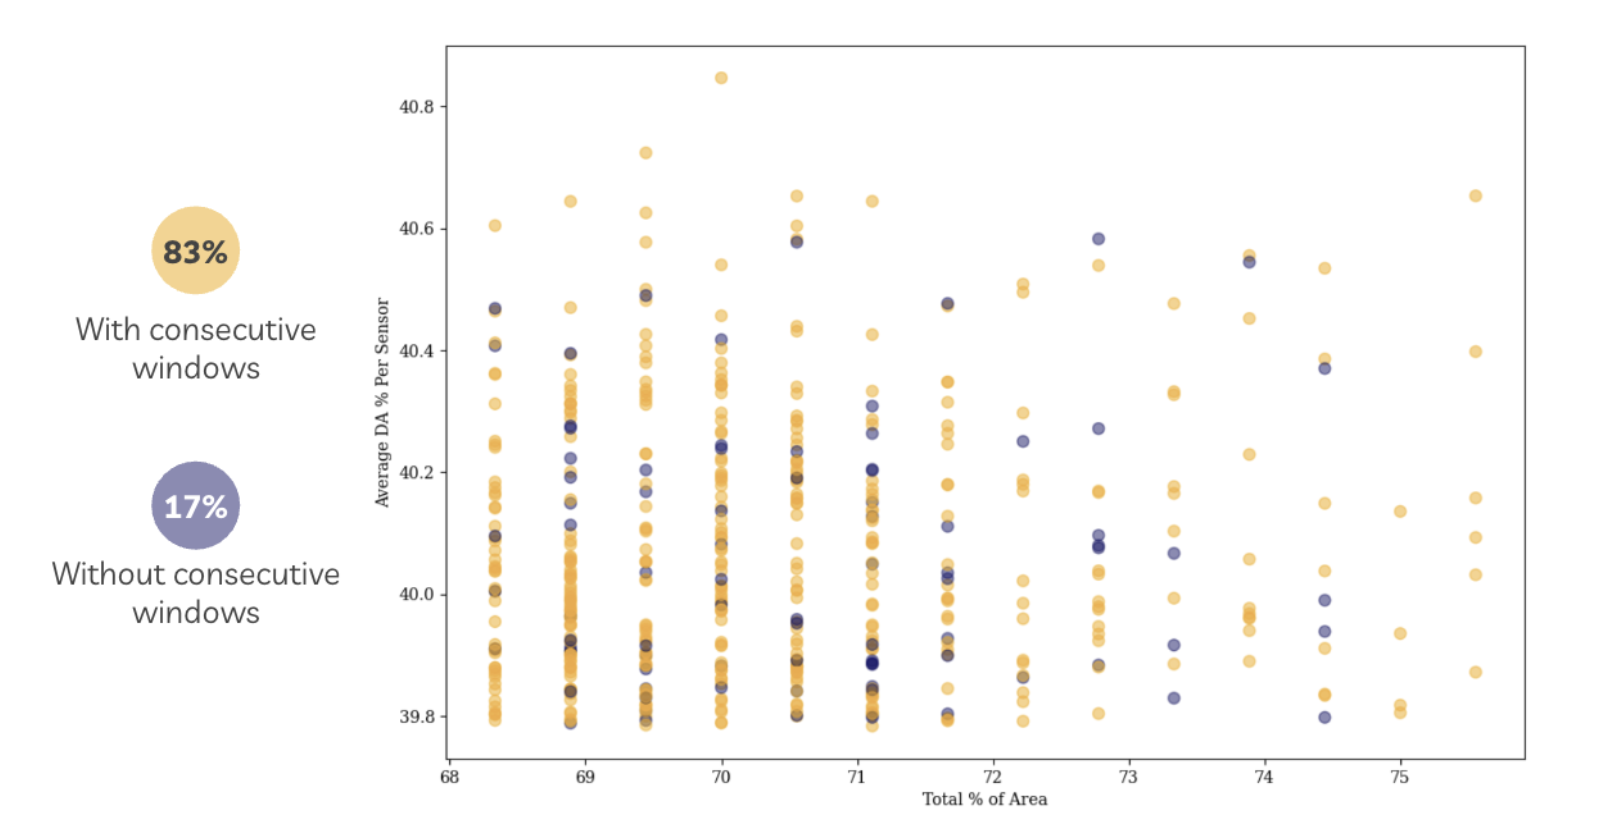 83%
With consecutive
windows
17%
Without consecutive
windows
Average DA % Per Sensor
40.8
40.6
40.4
40.2
40.0
39.8
68 69 70 71 72 73 74 75
Total % of Area